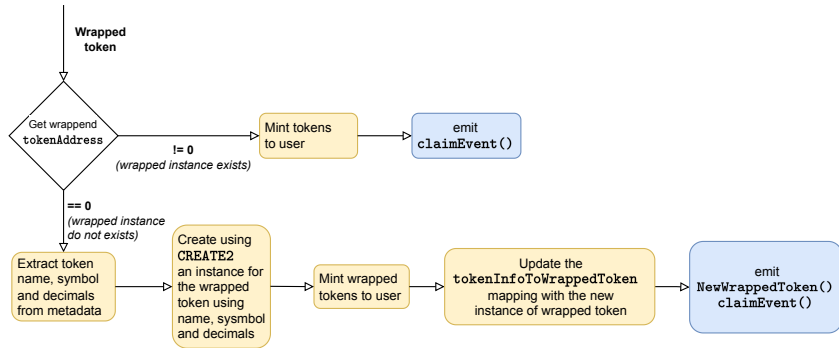 Wrapped
token
Get wrappend
tokenAddress
!= 0
(wrapped instance exists)
Mint tokens
to user
emit
claimEvent()
== 0
(wrapped instance
do not exists)
Extract token
name, symbol
and decimals
from metadata
Create using
CREATE2
an instance for
the wrapped
token using
name, sysmbol
and decimals
Mint wrapped
tokens to user
Update the
tokenInfoToWrappedToken
mapping with the new
instance of wrapped token
emit
NewWrappedToken()
claimEvent()